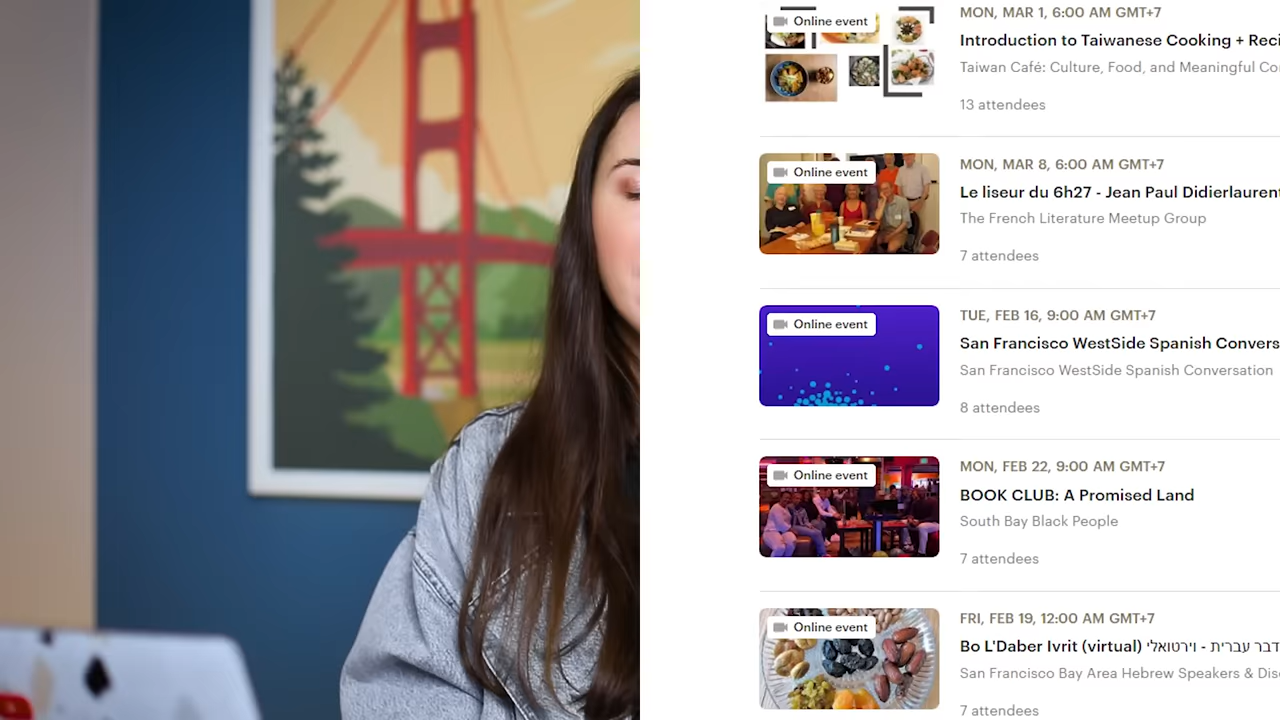 Online event
MON, MAR 1, 6:00 AM GMT+7
Introduction to Taiwanese Cooking + Reci
Taiwan Café: Culture, Food, and Meaningful Co
13 attendees
Online event
MON, MAR 8, 6:00 AM GMT+7
Le liseur du 6h27 - Jean Paul Didierlaurent
The French Literature Meetup Group
7 attendees
Online event
TUE, FEB 16, 9:00 AM GMT+7
San Francisco WestSide Spanish Convers
San Francisco WestSide Spanish Conversation
8 attendees
Online event
MON, FEB 22, 9:00 AM GMT+7
BOOK CLUB: A Promised Land
South Bay Black People
7 attendees
Online event
FRI, FEB 19, 12:00 AM GMT+7
Bo L'Daber Ivrit (virtual) דבר עברית - וירטואלי
San Francisco Bay Area Hebrew Speakers & Dis
7 attendees